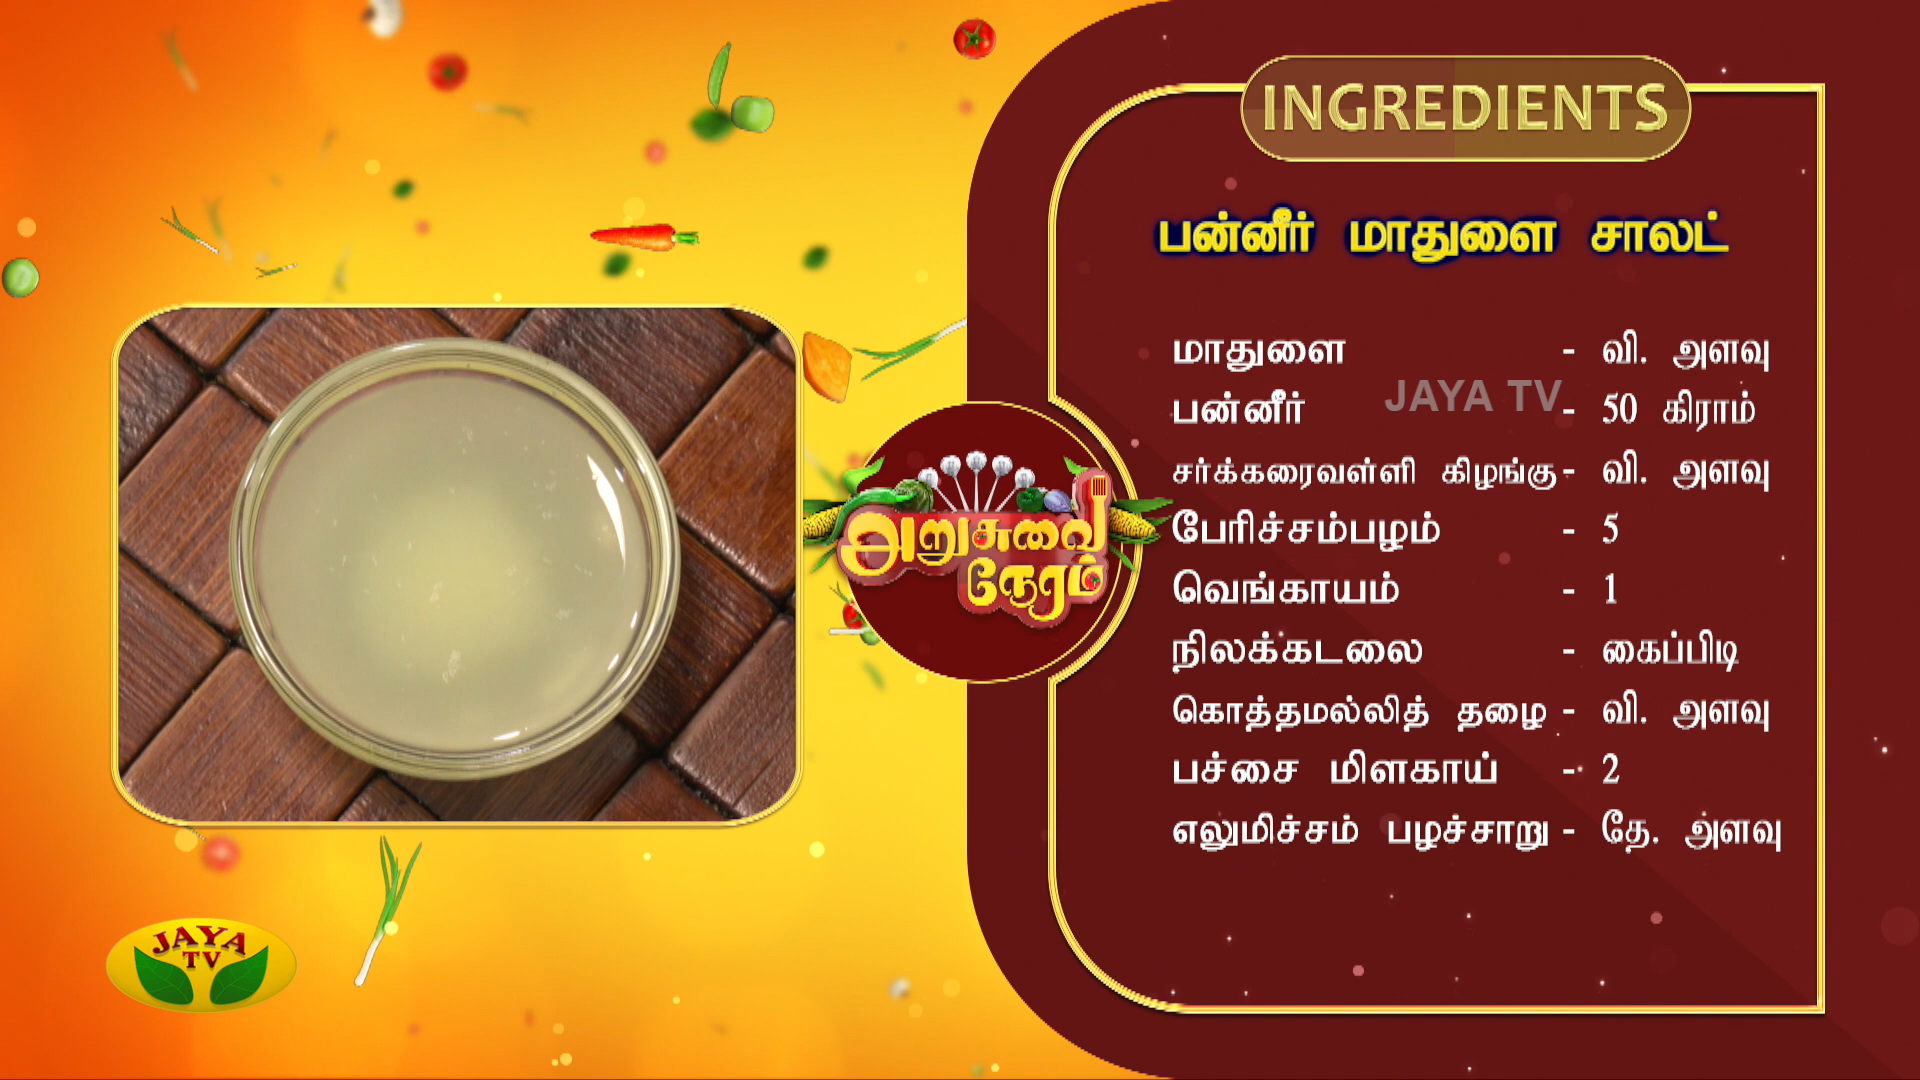 INGREDIENTS
பன்னீர் மாதுளை சாலட்
மாதுளை - வி. அளவு
JAYA TV
பன்னீர் - 50 கிராம்
சர்க்கரைவள்ளி கிழங்கு - வி. அளவு
பேரிச்சம்பழம் - 5
வெங்காயம் - 1
நிலக்கடலை - கைப்பிடி
கொத்தமல்லித் தழை - வி. அளவு
பச்சை மிளகாய் - 2
எலுமிச்சம் பழச்சாறு - தே. அளவு
அறுசுவை
நேரம்
JAYA
TV